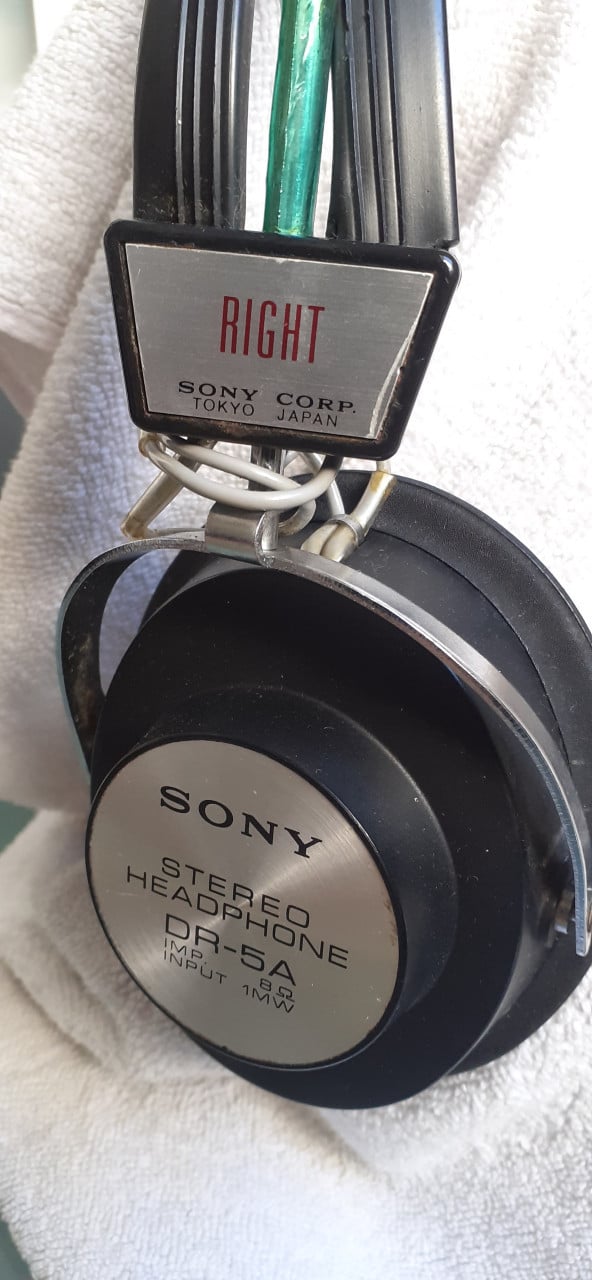 RIGHT
SONY CORP.
TOKYO JAPAN
SONY
STEREO
HEADPHONE
DR-5A
IMP. 8Ω
INPUT 1MW